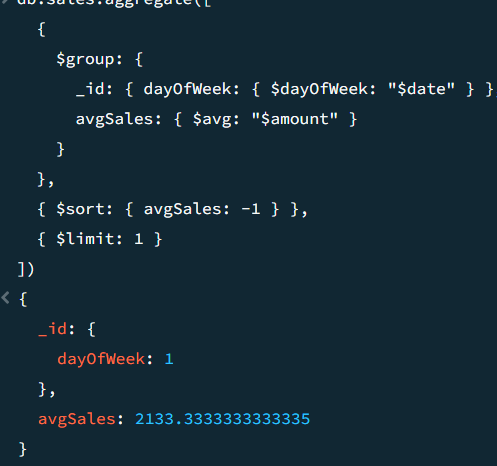 db.sales.aggregate([
{
$group: {
_id: { dayOfWeek: { $dayOfWeek: "$date" } },
avgSales: { $avg: "$amount" }
}
},
{ $sort: { avgSales: -1 } },
{ $limit: 1 }
])
{
_id: {
dayOfWeek: 1
},
avgSales: 2133.3333333333335
}